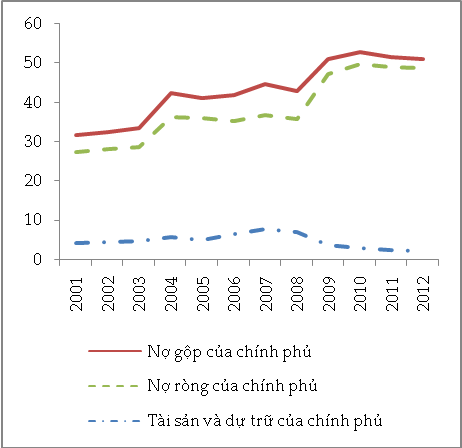 60
50
40
30
20
10
0
2001 2002 2003 2004 2005 2006 2007 2008 2009 2010 2011 2012
Nợ gộp của chính phủ
Nợ ròng của chính phủ
Tài sản và dự trữ của chính phủ